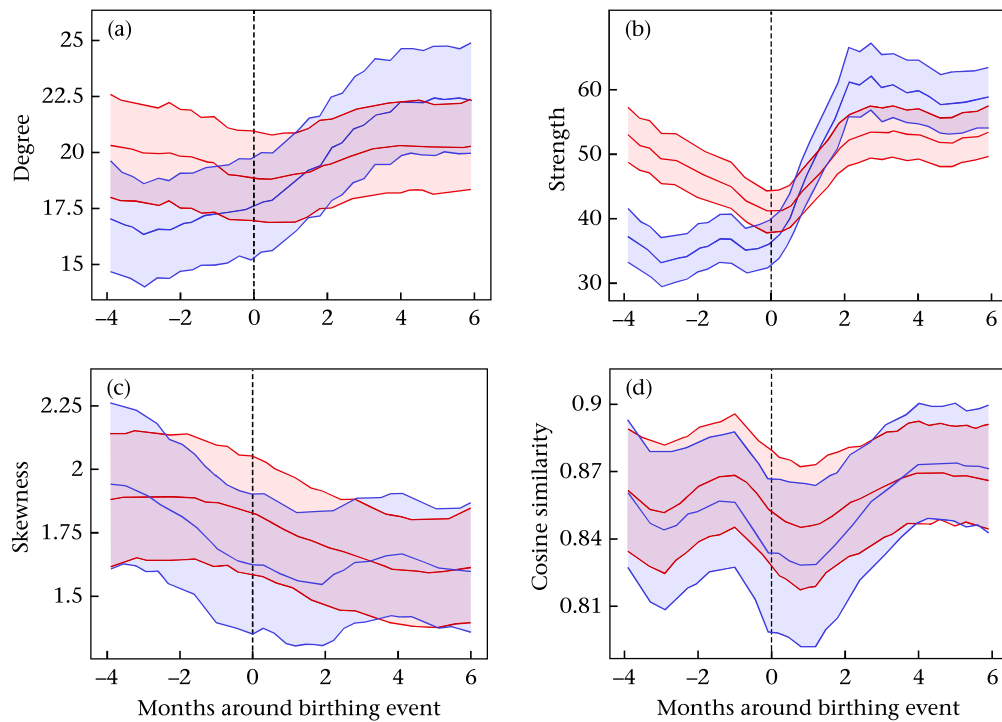 (a)
Degree
25
22.5
20
17.5
15
–4 –2 0 2 4 6
(b)
Strength
60
50
40
30
–4 –2 0 2 4 6
(c)
Skewness
2.25
2
1.75
1.5
–4 –2 0 2 4 6
Months around birthing event
(d)
Cosine similarity
0.9
0.87
0.84
0.81
–4 –2 0 2 4 6
Months around birthing event